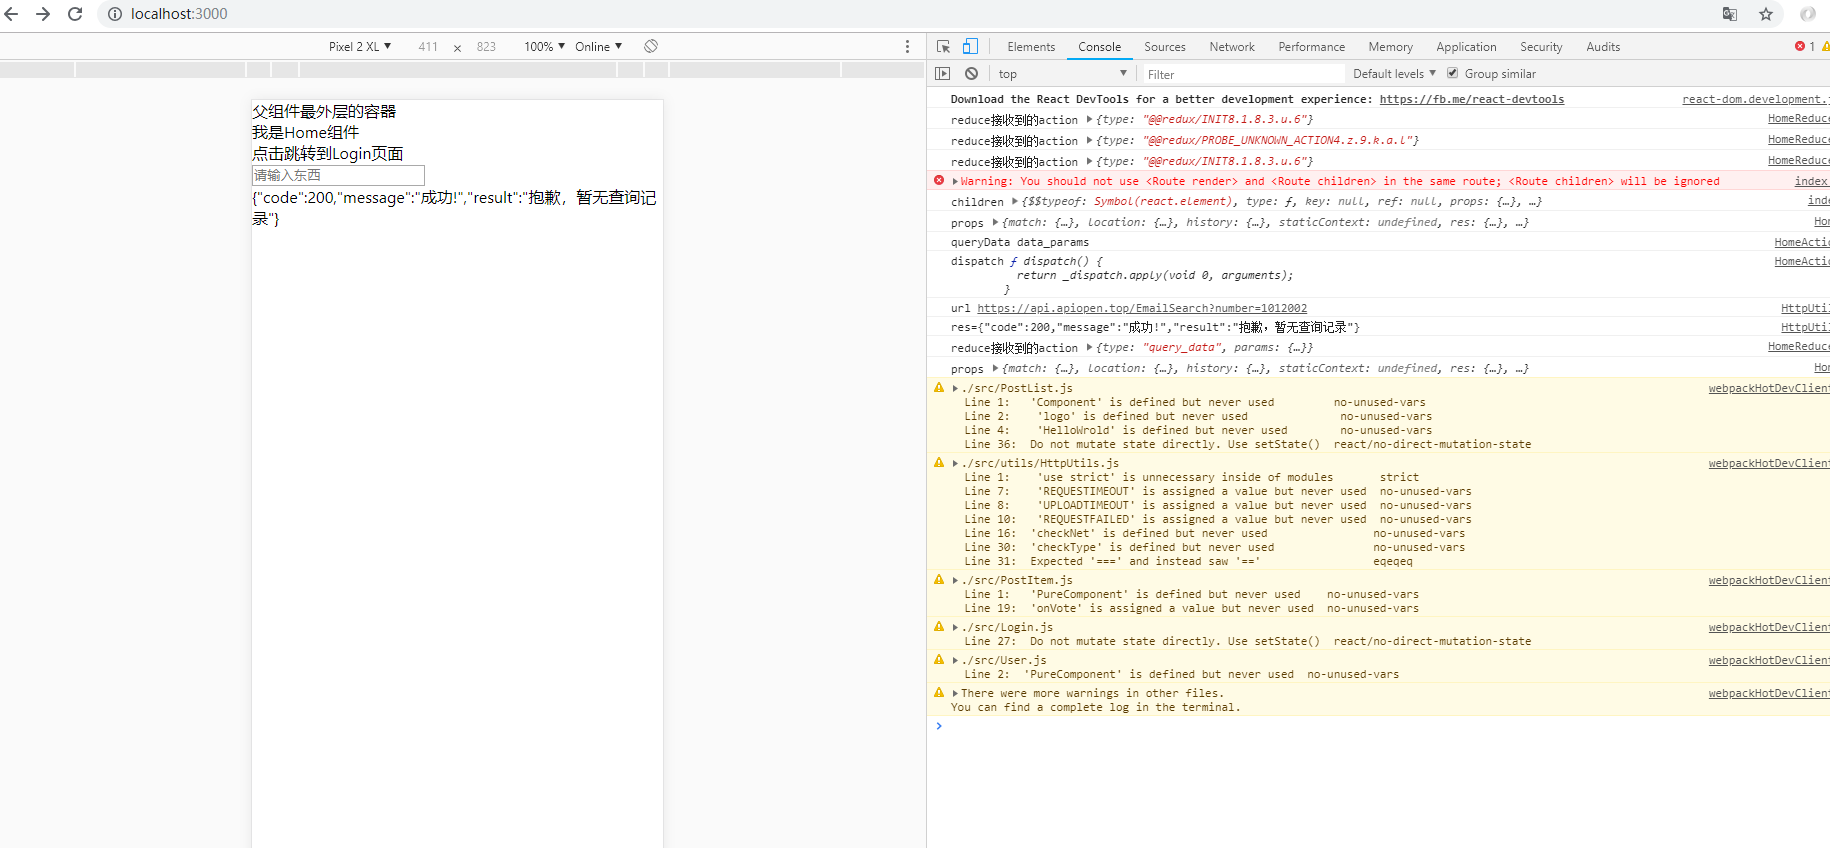 localhost:3000
Pixel 2 XL ▼ 411 × 823 100% ▼ Online ▼
父组件最外层的容器
我是Home组件
点击跳转到Login页面
请输入东西
{"code":200,"message":"成功!","result":"抱歉，暂无查询记
录"}
Elements Console Sources Network Performance Memory Application Security Audits 1
top ▼ Filter Default levels ▼ Group similar
Download the React DevTools for a better development experience: https://fb.me/react-devtools react-dom.development.j
reduce接收到的action ▶{type: "@@redux/INIT8.1.8.3.u.6"} HomeReduc
reduce接收到的action ▶{type: "@@redux/PROBE_UNKNOWN_ACTION4.z.9.k.a.l"} HomeReduc
reduce接收到的action ▶{type: "@@redux/INIT8.1.8.3.u.6"} HomeReduc
▶Warning: You should not use <Route render> and <Route children> in the same route; <Route children> will be ignored index
children ▶{$$typeof: Symbol(react.element), type: ƒ, key: null, ref: null, props: {…}, …} inde
props ▶{match: {…}, location: {…}, history: {…}, staticContext: undefined, res: {…}, …} Hom
queryData data_params HomeActio
dispatch ƒ dispatch() { HomeActio
return _dispatch.apply(void 0, arguments);
}
url https://api.apiopen.top/EmailSearch?number=1012002 HttpUtil
res={"code":200,"message":"成功!","result":"抱歉，暂无查询记录"} HttpUtil
reduce接收到的action ▶{type: "query_data", params: {…}} HomeReduc
props ▶{match: {…}, location: {…}, history: {…}, staticContext: undefined, res: {…}, …} Hom
▶./src/PostList.js webpackHotDevClient
Line 1: 'Component' is defined but never used no-unused-vars
Line 2: 'logo' is defined but never used no-unused-vars
Line 4: 'HelloWrold' is defined but never used no-unused-vars
Line 36: Do not mutate state directly. Use setState() react/no-direct-mutation-state
▶./src/utils/HttpUtils.js webpackHotDevClient
Line 1: 'use strict' is unnecessary inside of modules strict
Line 7: 'REQUESTIMEOUT' is assigned a value but never used no-unused-vars
Line 8: 'UPLOADTIMEOUT' is assigned a value but never used no-unused-vars
Line 10: 'REQUESTFAILED' is assigned a value but never used no-unused-vars
Line 16: 'checkNet' is defined but never used no-unused-vars
Line 30: 'checkType' is defined but never used no-unused-vars
Line 31: Expected '===' and instead saw '==' eqeqeq
▶./src/PostItem.js webpackHotDevClient
Line 1: 'PureComponent' is defined but never used no-unused-vars
Line 19: 'onVote' is assigned a value but never used no-unused-vars
▶./src/Login.js webpackHotDevClient
Line 27: Do not mutate state directly. Use setState() react/no-direct-mutation-state
▶./src/User.js webpackHotDevClient
Line 2: 'PureComponent' is defined but never used no-unused-vars
▶There were more warnings in other files. webpackHotDevClient
You can find a complete log in the terminal.